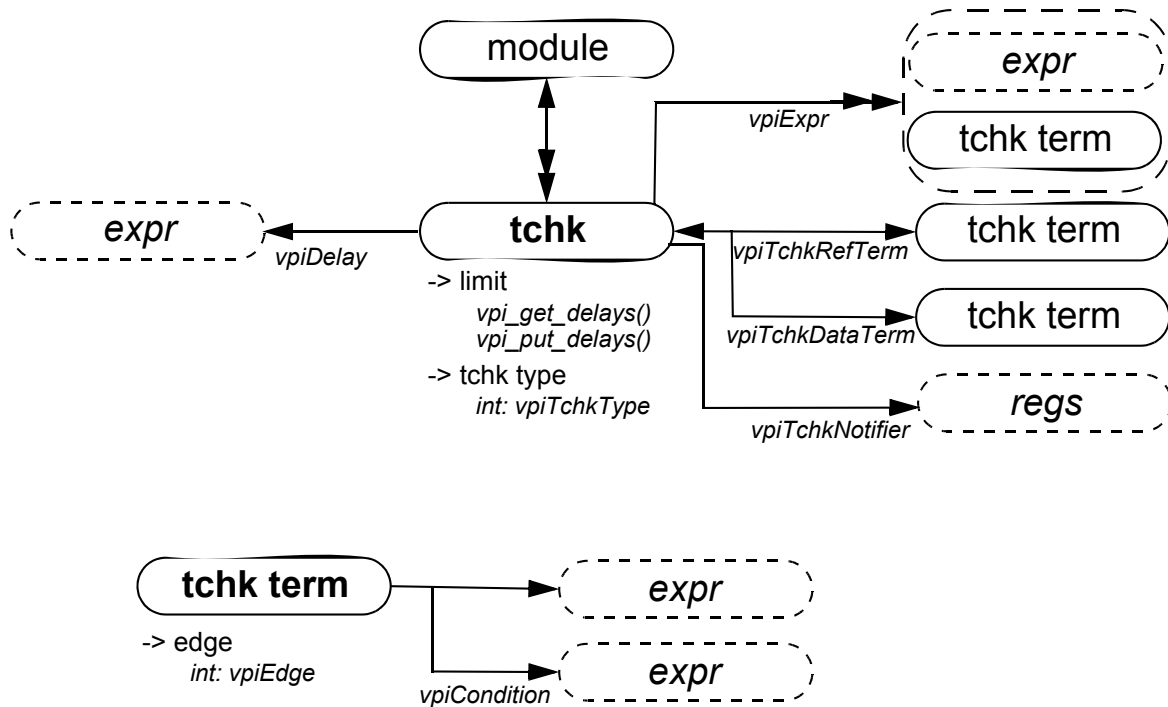 module
expr
vpiExpr
tchk term
expr
tchk
tchk term
vpiDelay
vpiTchkRefTerm
-> limit
vpi_get_delays()
vpi_put_delays()
tchk term
vpiTchkDataTerm
-> tchk type
int: vpiTchkType
regs
vpiTchkNotifier
tchk term
expr
-> edge
int: vpiEdge
expr
vpiCondition